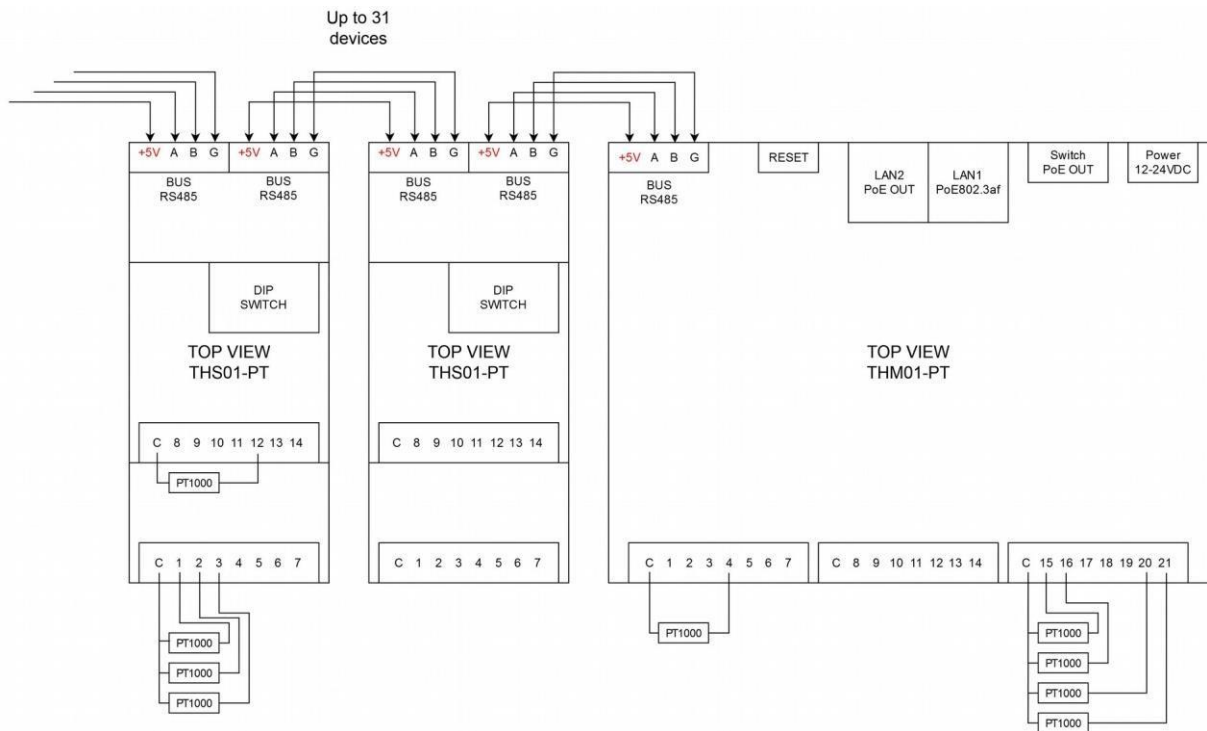 Up to 31
devices
+5V A B G +5V A B G
BUS
RS485
BUS
RS485
DIP
SWITCH
TOP VIEW
THS01-PT
C 8 9 10 11 12 13 14
PT1000
C 1 2 3 4 5 6 7
PT1000
PT1000
PT1000
+5V A B G +5V A B G
BUS
RS485
BUS
RS485
DIP
SWITCH
TOP VIEW
THS01-PT
C 8 9 10 11 12 13 14
C 1 2 3 4 5 6 7
+5V A B G
BUS
RS485
RESET
LAN2
PoE OUT
LAN1
PoE802.3af
Switch
PoE OUT
Power
12-24VDC
TOP VIEW
THM01-PT
C 1 2 3 4 5 6 7
PT1000
C 8 9 10 11 12 13 14
C 15 16 17 18 19 20 21
PT1000
PT1000
PT1000
PT1000